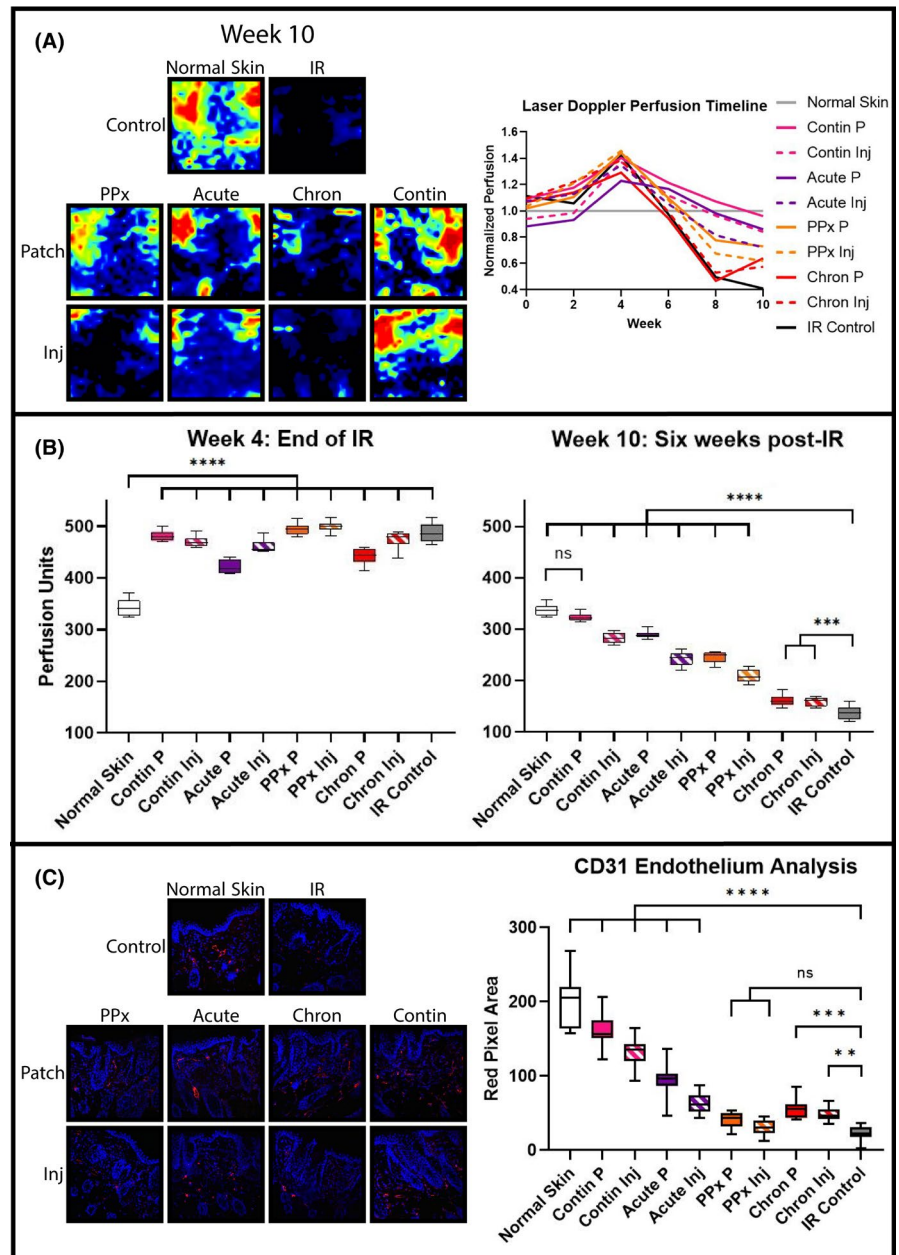 (A)
Week 10
Normal Skin IR
Control
PPx Acute Chron Contin
Patch
Inj
Laser Doppler Perfusion Timeline
Normalized Perfusion
1.6
1.4
1.2
1.0
0.8
0.6
0.4
0 2 4 6 8 10
Week
Normal Skin
Contin P
Contin Inj
Acute P
Acute Inj
PPx P
PPx Inj
Chron P
Chron Inj
IR Control
(B)
Week 4: End of IR
****
Perfusion Units
500
400
300
200
100
Normal Skin
Contin P
Contin Inj
Acute P
Acute Inj
PPx P
PPx Inj
Chron P
Chron Inj
IR Control
Week 10: Six weeks post-IR
****
ns
***
500
400
300
200
100
Normal Skin
Contin P
Contin Inj
Acute P
Acute Inj
PPx P
PPx Inj
Chron P
Chron Inj
IR Control
(C)
Normal Skin IR
Control
PPx Acute Chron Contin
Patch
Inj
CD31 Endothelium Analysis
****
ns
***
**
Red Pixel Area
300
200
100
0
Normal Skin
Contin P
Contin Inj
Acute P
Acute Inj
PPx P
PPx Inj
Chron P
Chron Inj
IR Control